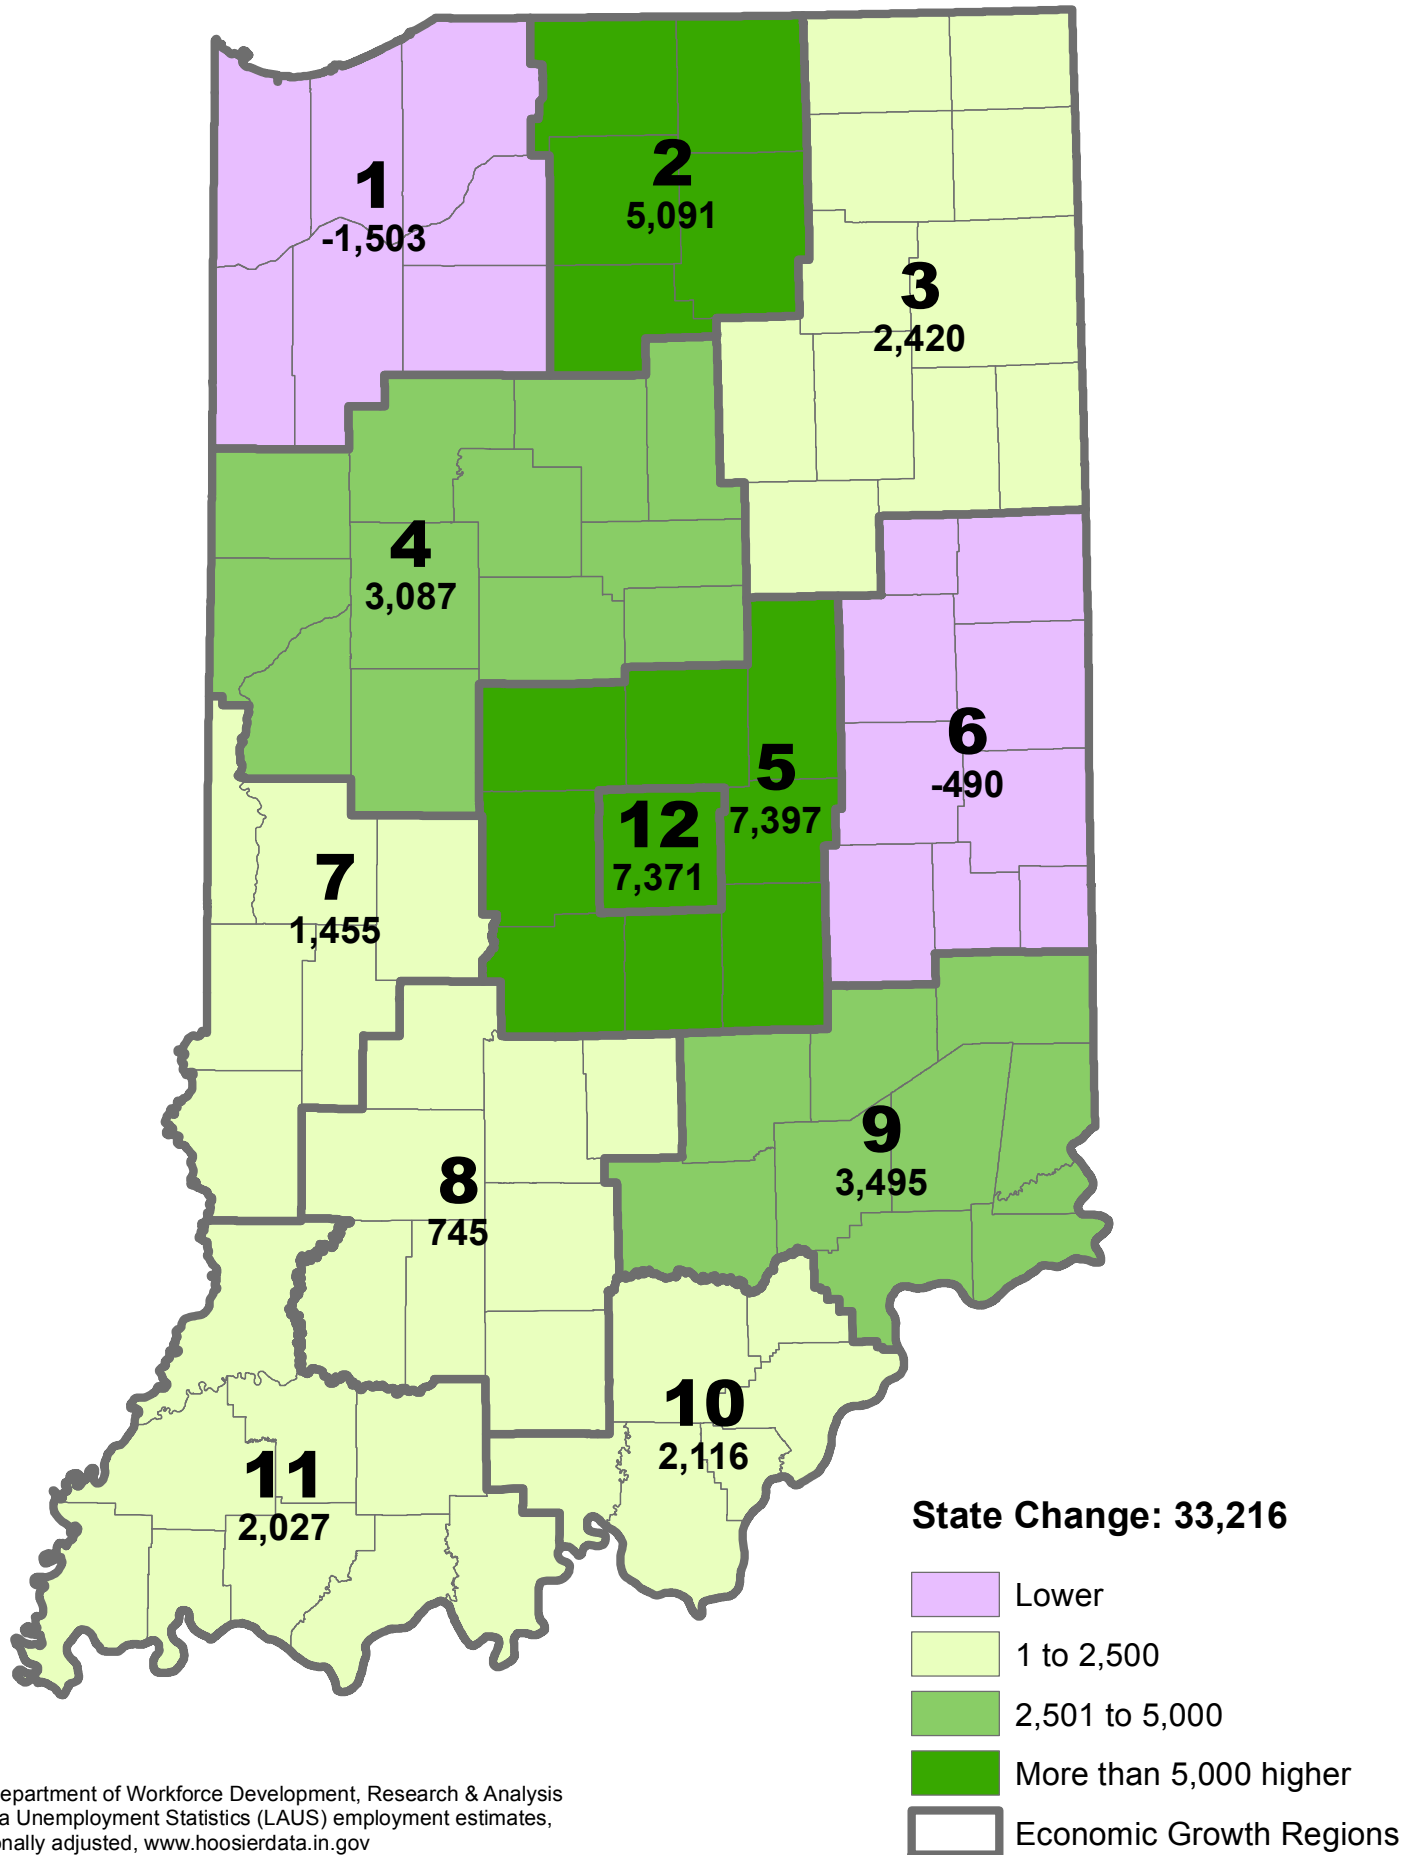 1
-1,503
2
5,091
3
2,420
4
3,087
5
7,397
6
-490
12
7,371
7
1,455
8
745
9
3,495
10
2,116
11
2,027
State Change: 33,216
Lower
1 to 2,500
2,501 to 5,000
More than 5,000 higher
Economic Growth Regions
of Workforce Development, Research & Analysis
Unemployment Statistics (LAUS) employment estimates,
adjusted, www.hoosierdata.in.gov